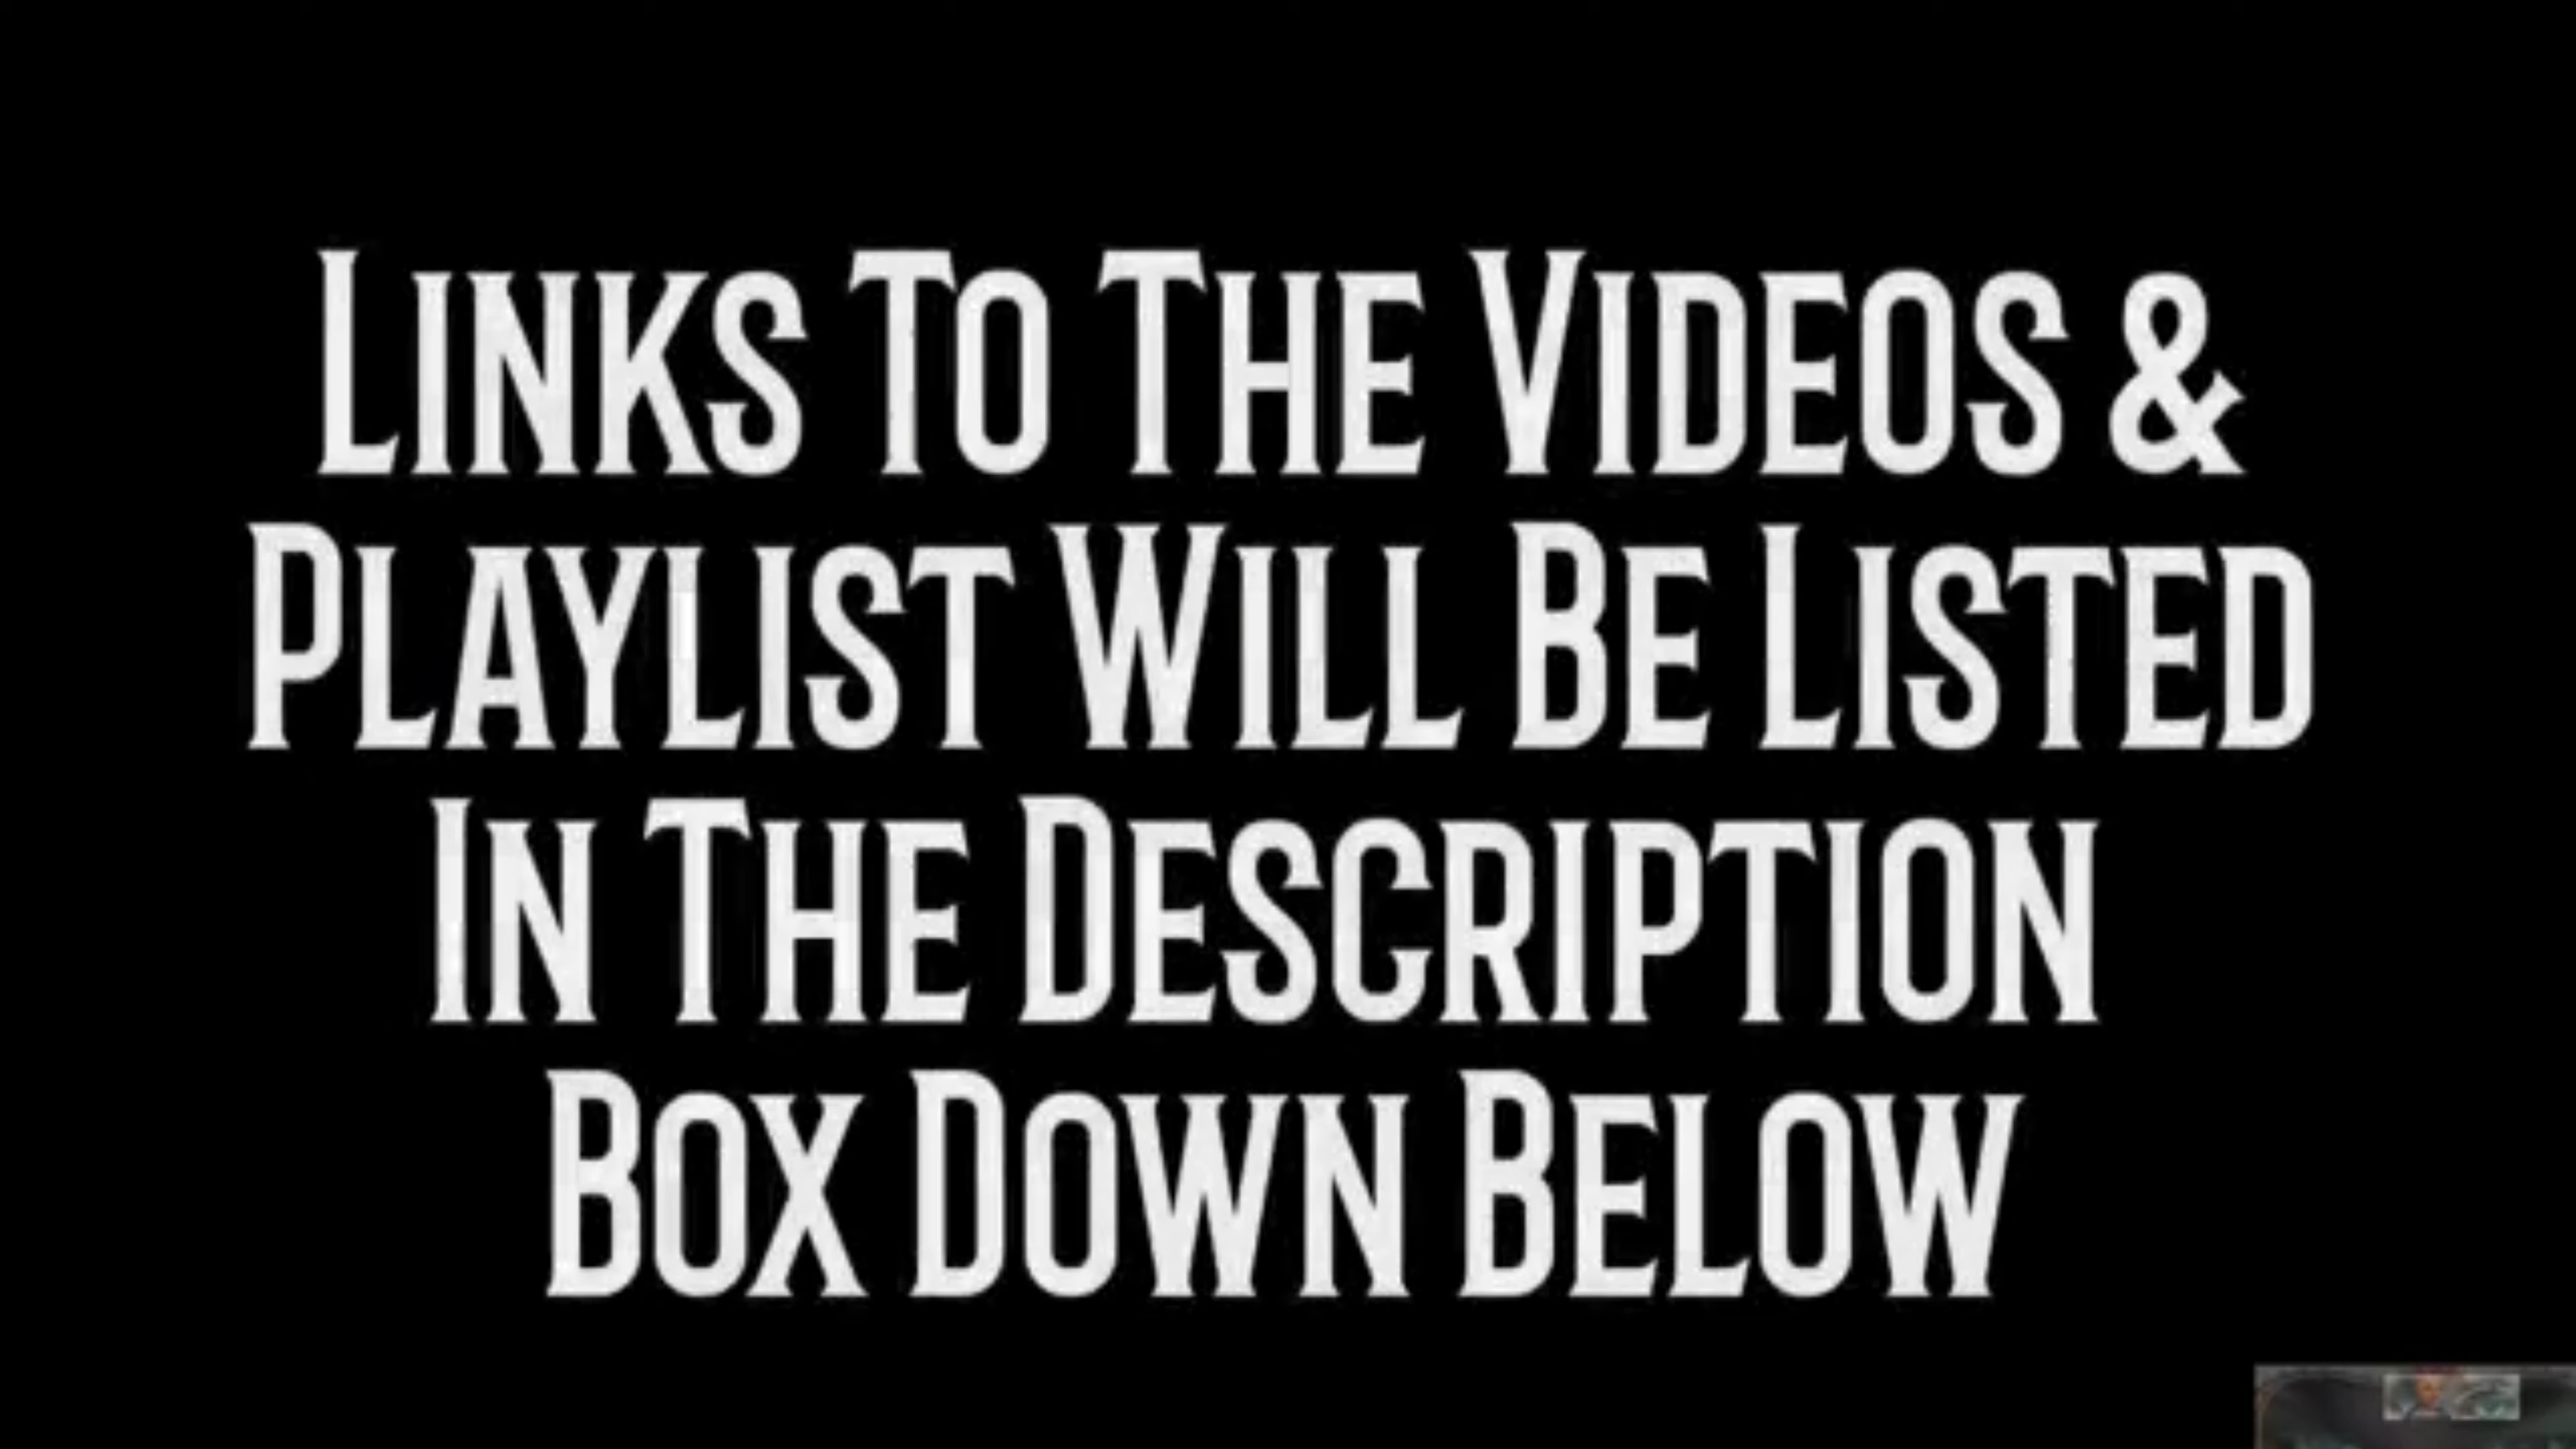 Links To The Videos &
Playlist Will Be Listed
In The Description
Box Down Below